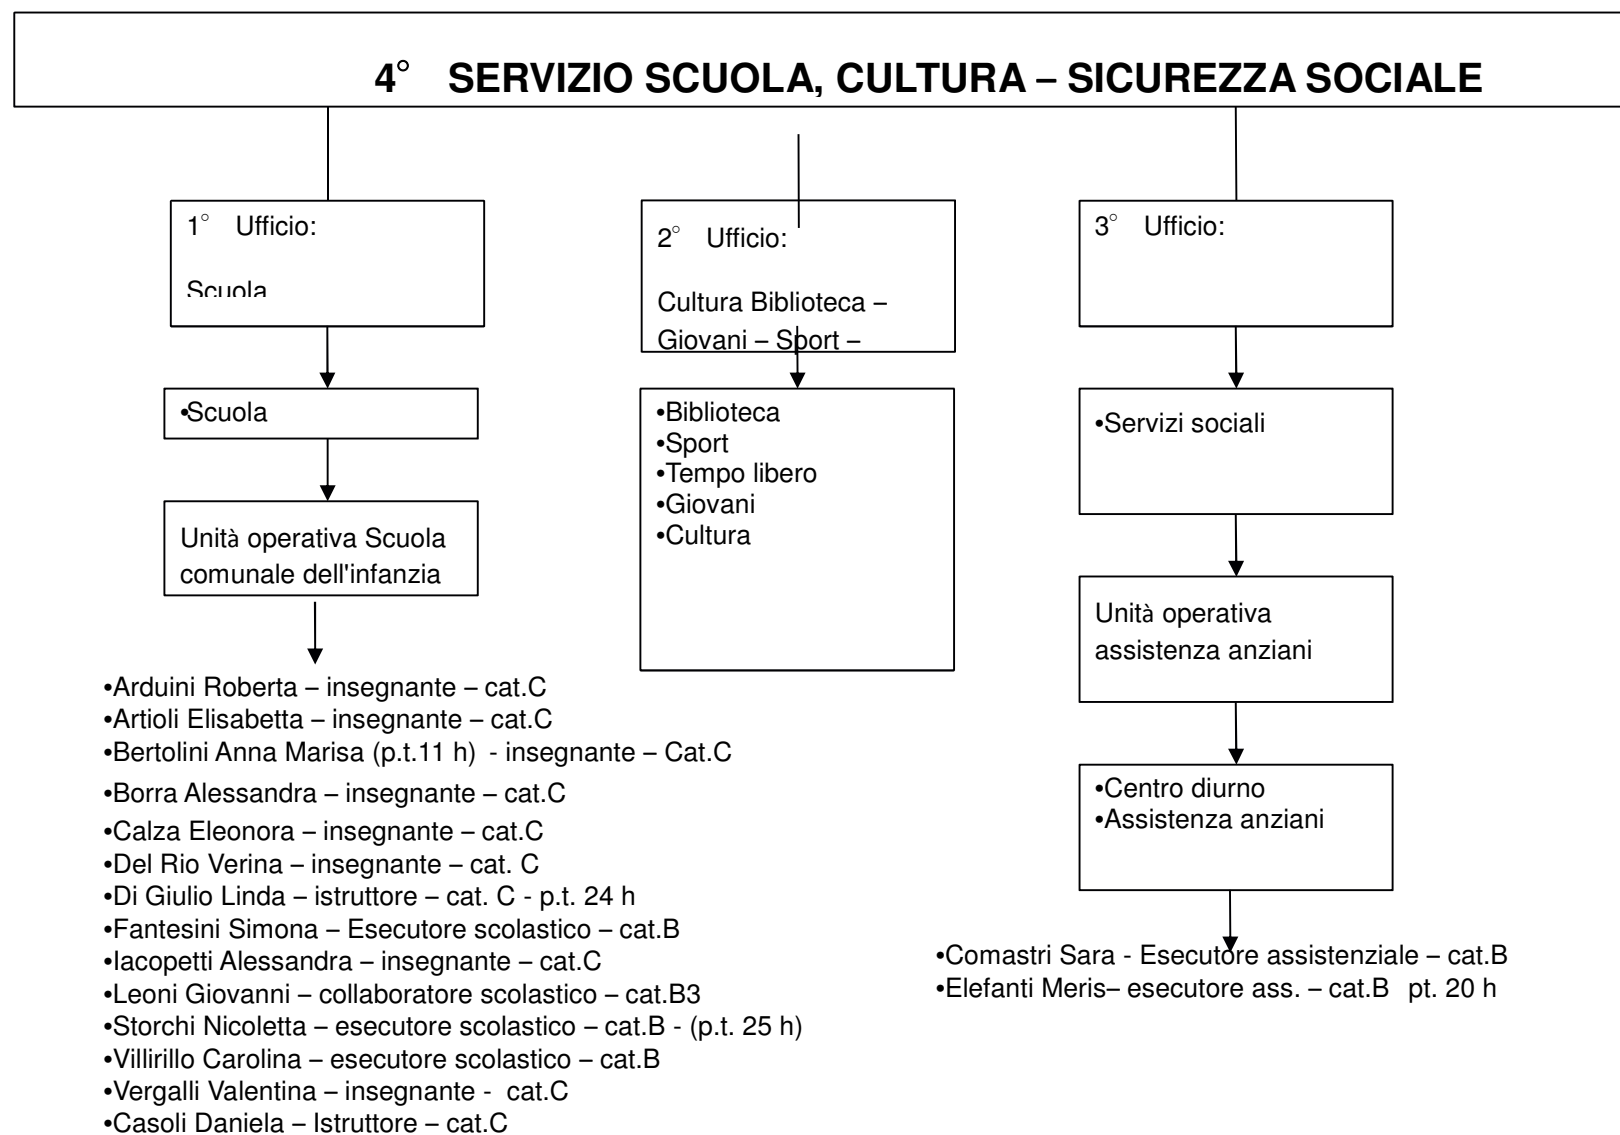 4° SERVIZIO SCUOLA, CULTURA – SICUREZZA SOCIALE
1° Ufficio:
Scuola
•Scuola
Unità operativa Scuola
comunale dell'infanzia
•Arduini Roberta – insegnante – cat.C
•Artioli Elisabetta – insegnante – cat.C
•Bertolini Anna Marisa (p.t.11 h) - insegnante – Cat.C
•Borra Alessandra – insegnante – cat.C
•Calza Eleonora – insegnante – cat.C
•Del Rio Verina – insegnante – cat. C
•Di Giulio Linda – istruttore – cat. C - p.t. 24 h
•Fantesini Simona – Esecutore scolastico – cat.B
•Iacopetti Alessandra – insegnante – cat.C
•Leoni Giovanni – collaboratore scolastico – cat.B3
•Storchi Nicoletta – esecutore scolastico – cat.B - (p.t. 25 h)
•Villirillo Carolina – esecutore scolastico – cat.B
•Vergalli Valentina – insegnante - cat.C
•Casoli Daniela – Istruttore – cat.C
2° Ufficio:
Cultura Biblioteca –
Giovani – Sport –
•Biblioteca
•Sport
•Tempo libero
•Giovani
•Cultura
3° Ufficio:
•Servizi sociali
Unità operativa
assistenza anziani
•Centro diurno
•Assistenza anziani
•Comastri Sara - Esecutore assistenziale – cat.B
•Elefanti Meris– esecutore ass. – cat.B pt. 20 h